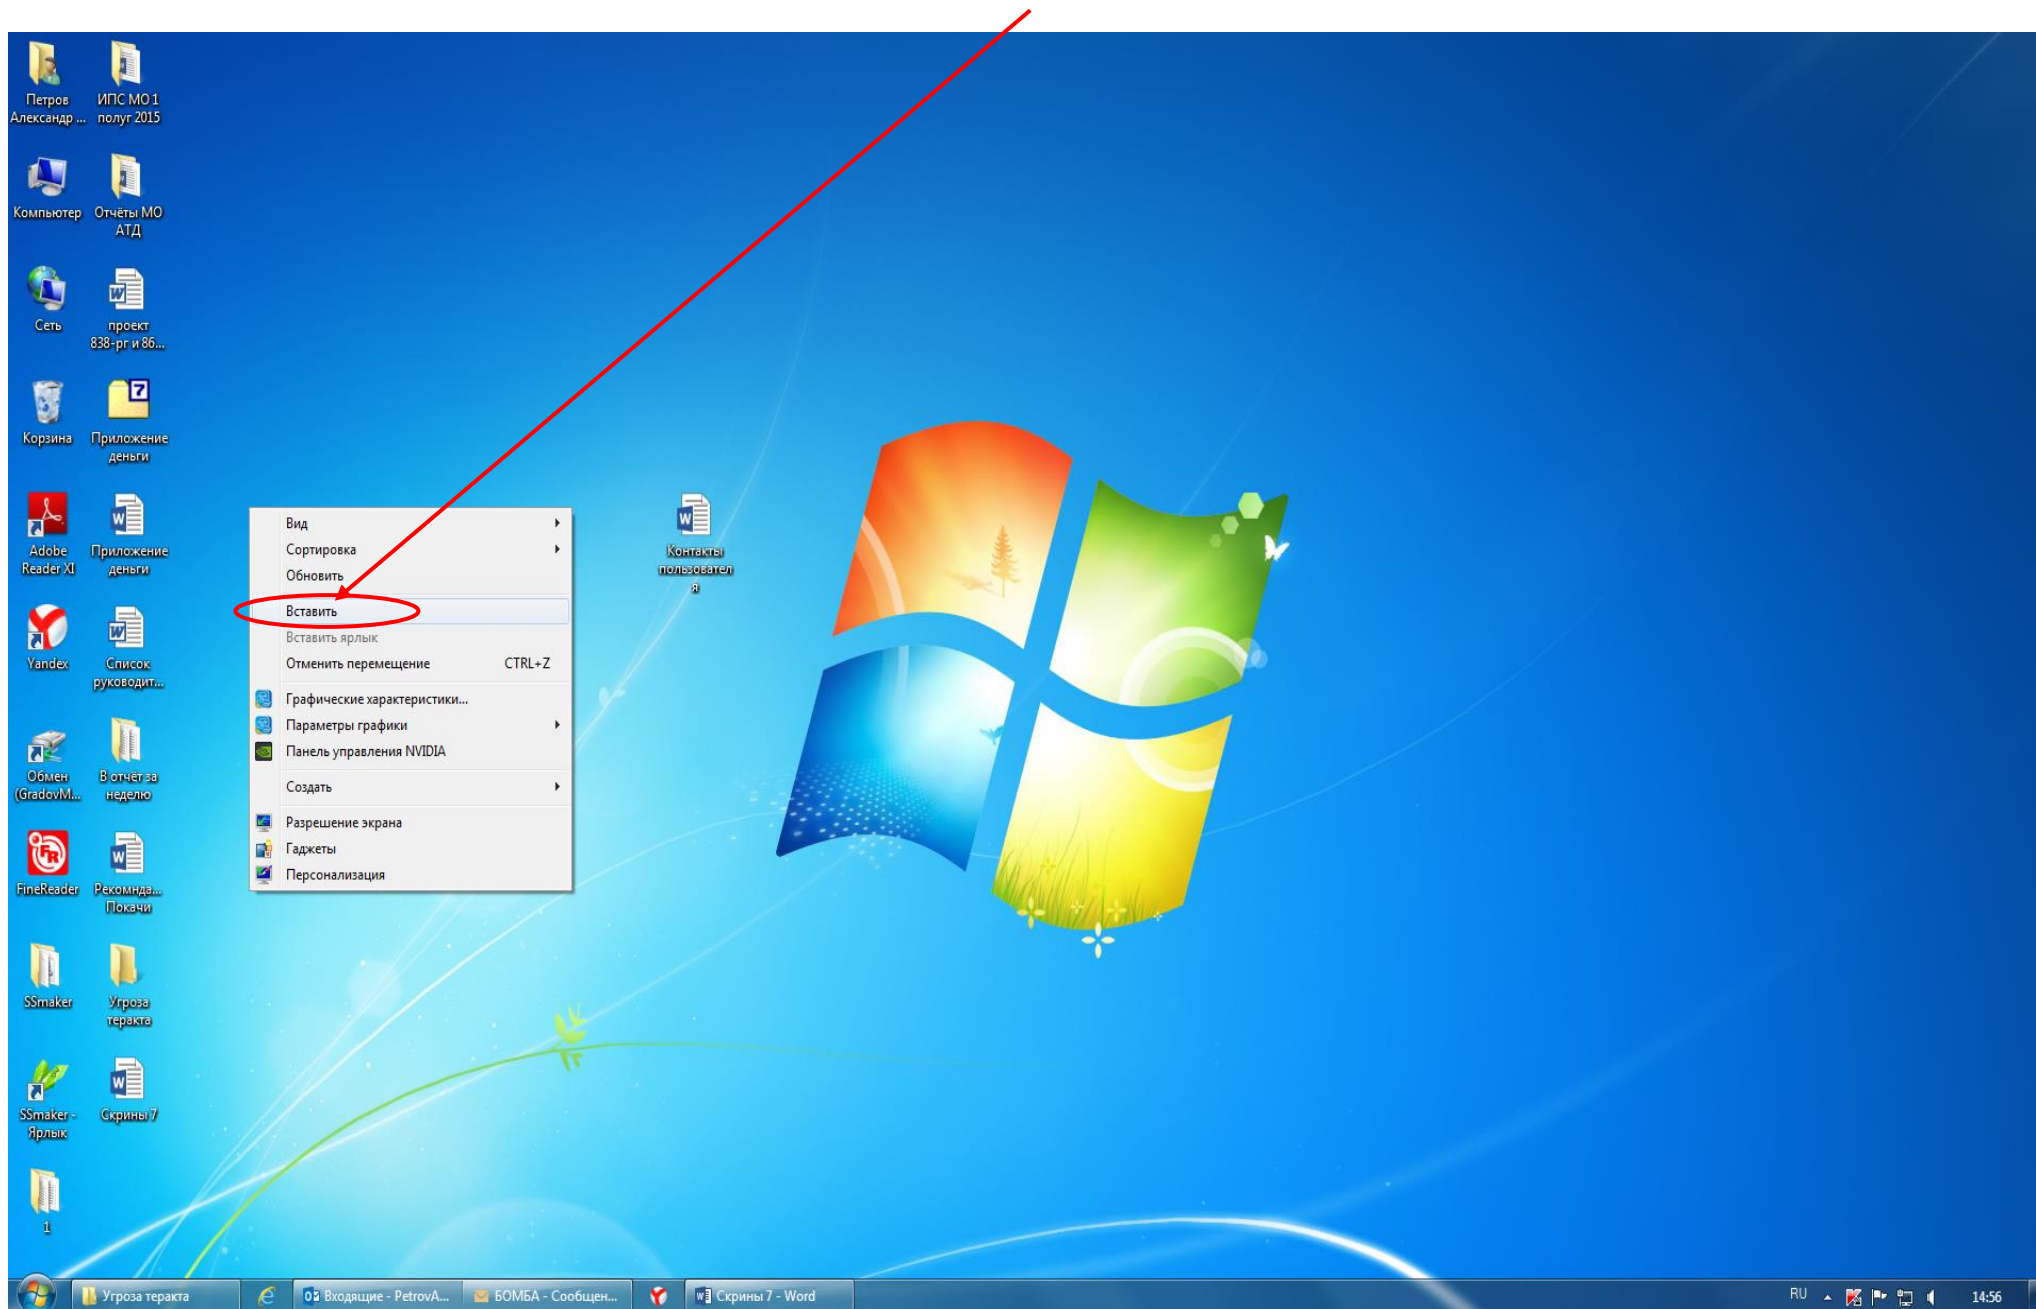 Петров
Александр ...
ИПС МО 1
полуг 2015
Компьютер
Отчёты МО
АТД
Сеть
проект
838-рг и 86...
Корзина
Приложение
деньги
Adobe
Reader XI
Приложение
деньги
Yandex
Список
руководит...
Обмен
(GradovM...
В отчёт за
неделю
FineReader
Рекомнда...
Покачи
SSmaker
Угроза
теракта
SSmaker -
Ярлык
Скрины 7
1
Вид
Сортировка
Обновить
Вставить
Вставить ярлык
Отменить перемещение CTRL+Z
Графические характеристики...
Параметры графики
Панель управления NVIDIA
Создать
Разрешение экрана
Гаджеты
Персонализация
Контакты
пользовател
я
Угроза теракта
Входящие - PetrovA...
БОМБА - Сообщен...
Скрины 7 - Word
RU
14:56